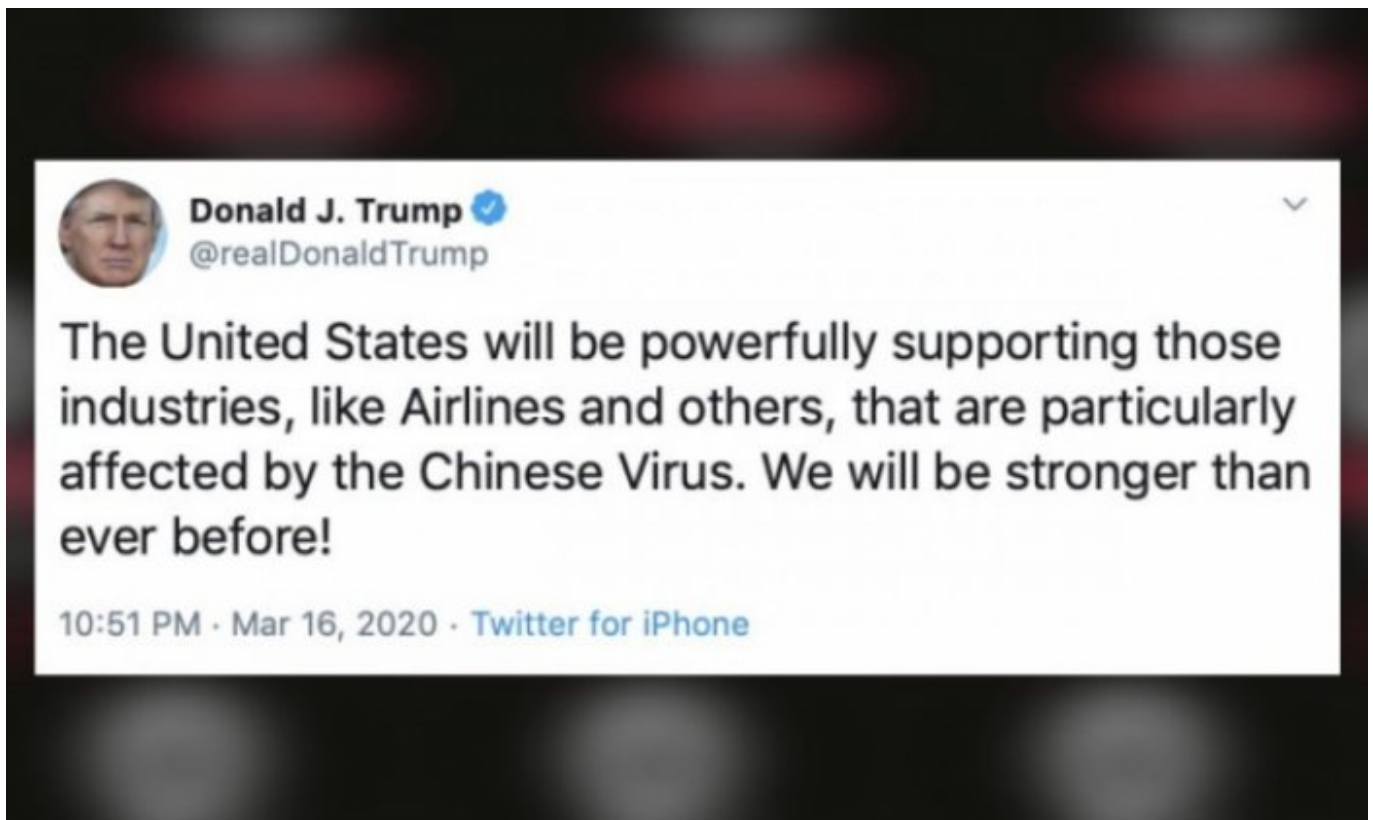 Donald J. Trump
@realDonaldTrump
The United States will be powerfully supporting those
industries, like Airlines and others, that are particularly
affected by the Chinese Virus. We will be stronger than
ever before!
10:51 PM · Mar 16, 2020 · Twitter for iPhone